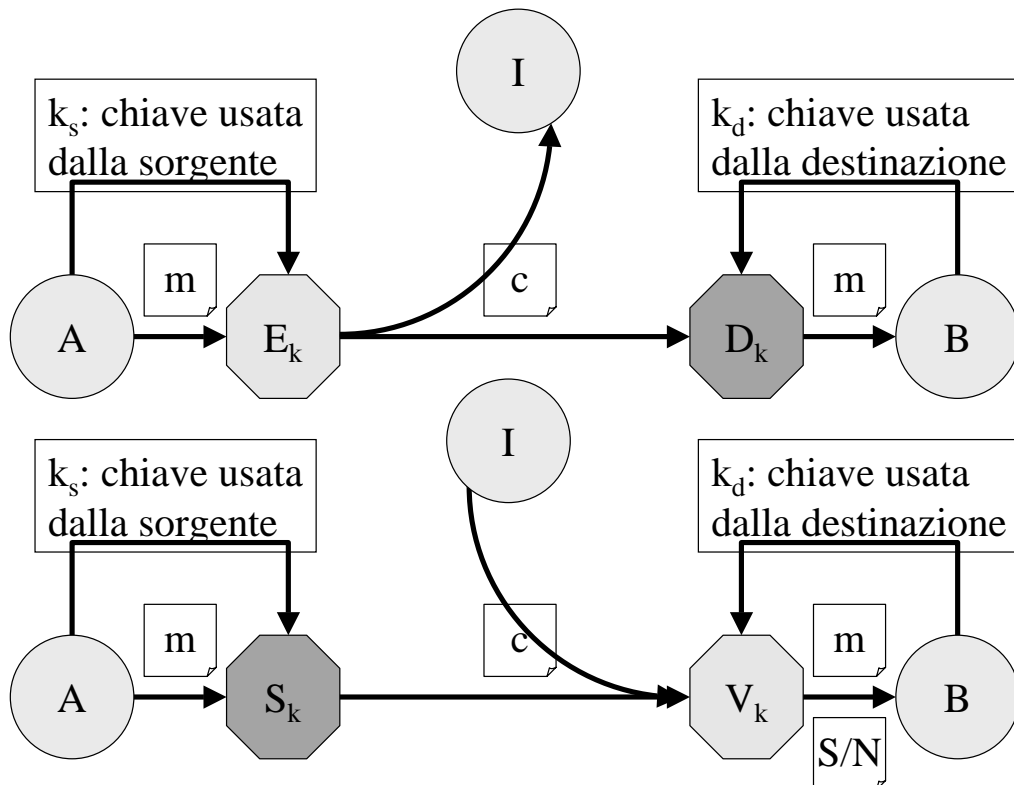 I
k_s: chiave usata
dalla sorgente
k_d: chiave usata
dalla destinazione
m
c
m
A
E_k
D_k
B
I
k_s: chiave usata
dalla sorgente
k_d: chiave usata
dalla destinazione
m
c
m
A
S_k
V_k
B
S/N